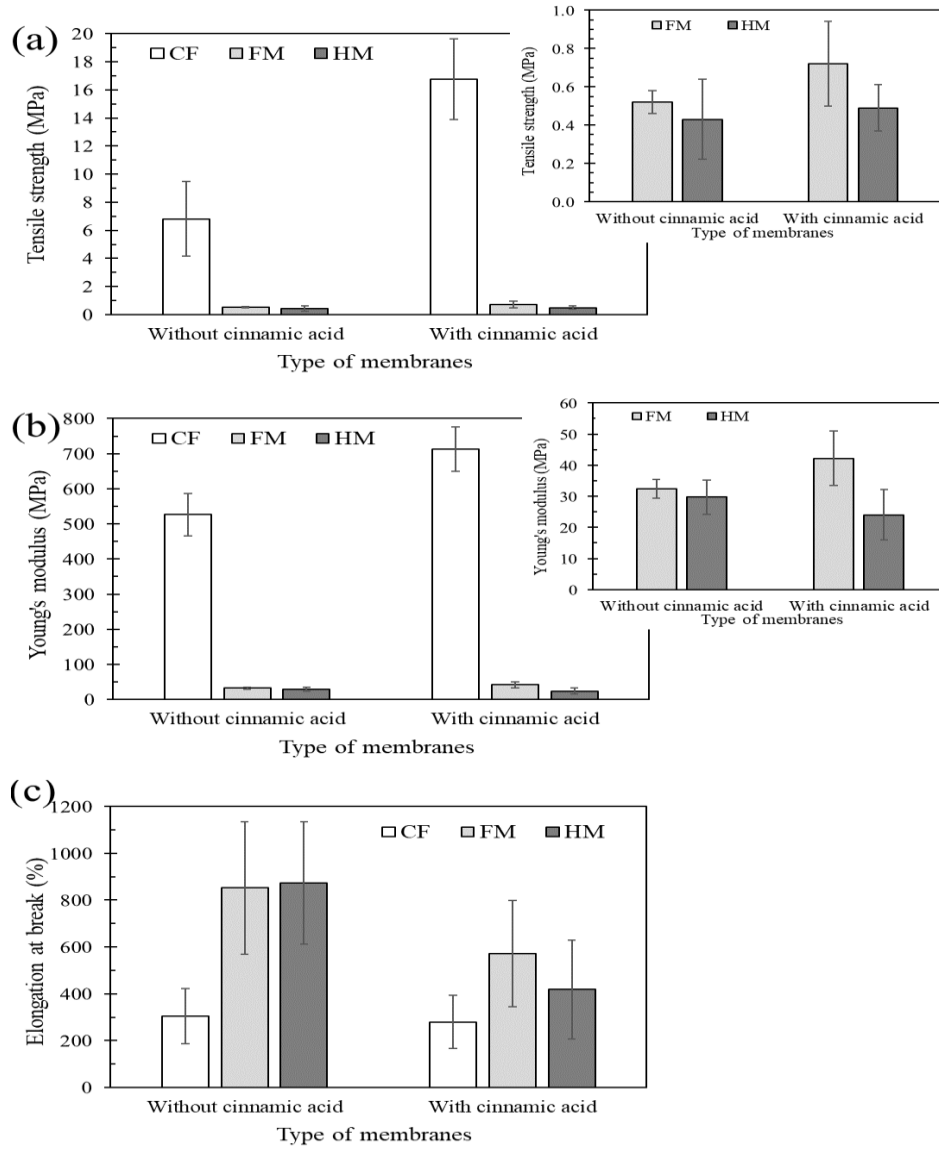 (a)
Tensile strength (MPa)
20
18
16
14
12
10
8
6
4
2
0
CF FM HM
Without cinnamic acid With cinnamic acid
Type of membranes
Tensile strength (MPa)
1.0
0.8
0.6
0.4
0.2
0.0
FM HM
Without cinnamic acid With cinnamic acid
Type of membranes
(b)
Young's modulus (MPa)
800
700
600
500
400
300
200
100
0
CF FM HM
Without cinnamic acid With cinnamic acid
Type of membranes
Young's modulus (MPa)
60
50
40
30
20
10
0
FM HM
Without cinnamic acid With cinnamic acid
Type of membranes
(c)
Elongation at break (%)
1200
1000
800
600
400
200
0
CF FM HM
Without cinnamic acid With cinnamic acid
Type of membranes